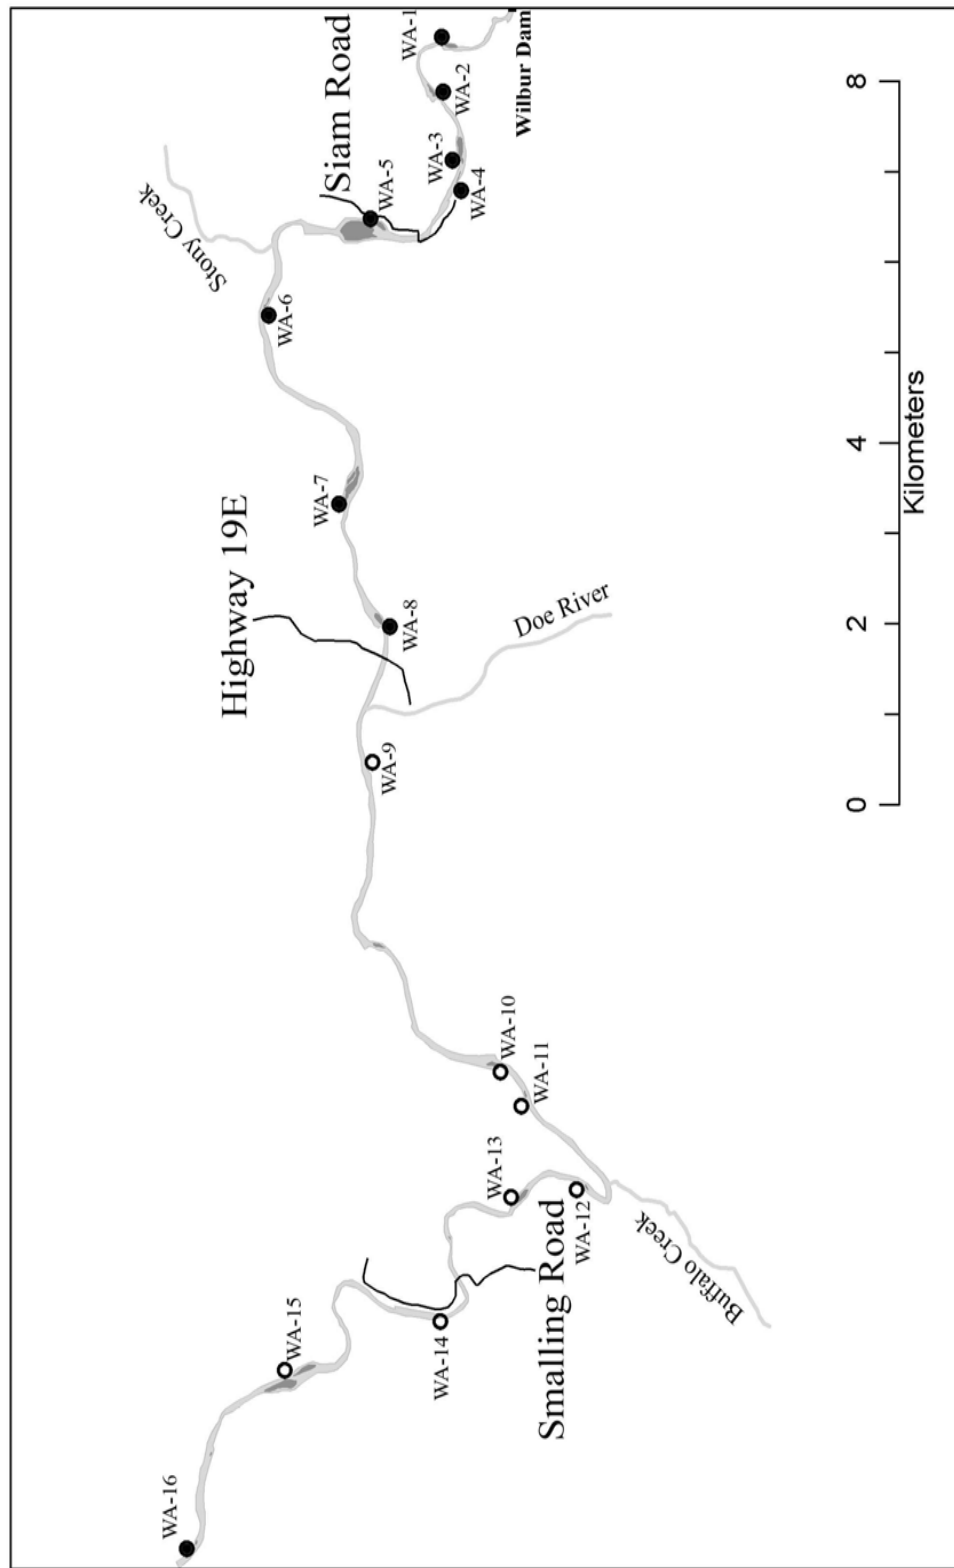 WA-16
WA-15
WA-14
Smalling Road
WA-13
WA-12
Buffalo Creek
WA-11
WA-10
WA-9
Highway 19E
Doe River
WA-8
WA-7
WA-6
Stony Creek
Siam Road
WA-5
WA-4
WA-3
WA-2
WA-1
Wilbur Dam
0 2 4 8
Kilometers